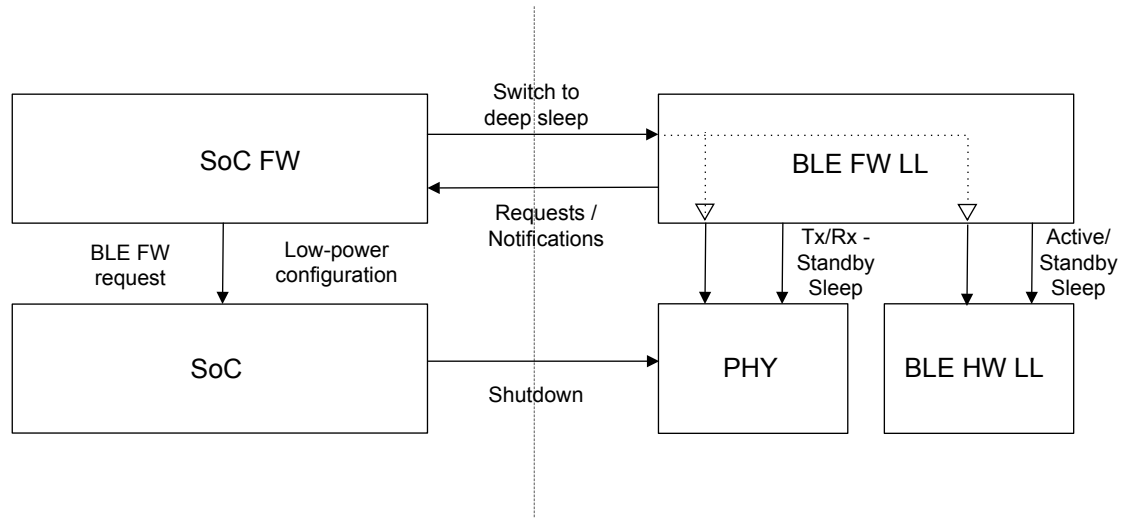 Switch to
deep sleep
SoC FW
BLE FW LL
Requests /
Notifications
BLE FW
request
Low-power
configuration
Tx/Rx -
Standby
Sleep
Active/
Standby
Sleep
SoC
Shutdown
PHY
BLE HW LL